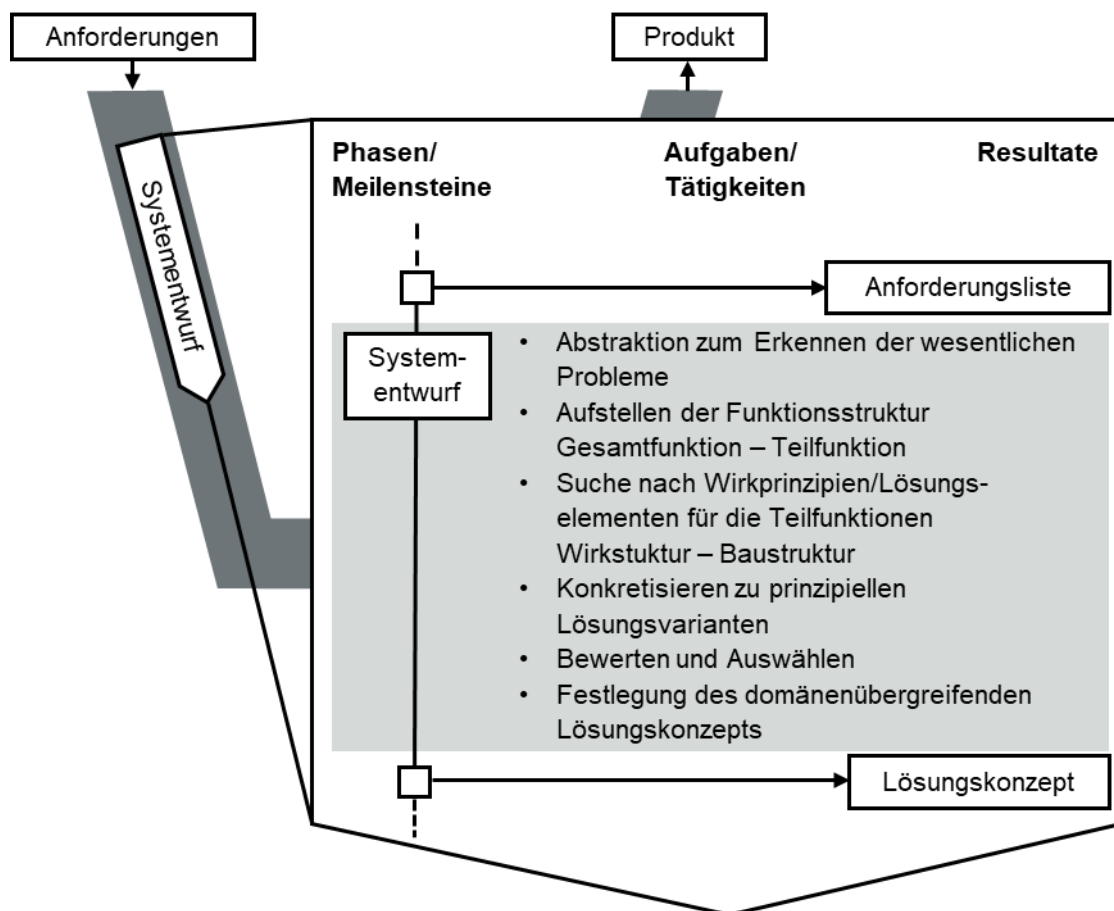 Anforderungen
Produkt
Systementwurf
Phasen/
Meilensteine
Aufgaben/
Tätigkeiten
Resultate
Anforderungsliste
System-
entwurf
• Abstraktion zum Erkennen der wesentlichen
Probleme
• Aufstellen der Funktionsstruktur
Gesamtfunktion – Teilfunktion
• Suche nach Wirkprinzipien/Lösungs-
elementen für die Teilfunktionen
Wirkstuktur – Baustruktur
• Konkretisieren zu prinzipiellen
Lösungsvarianten
• Bewerten und Auswählen
• Festlegung des domänenübergreifenden
Lösungskonzepts
Lösungskonzept